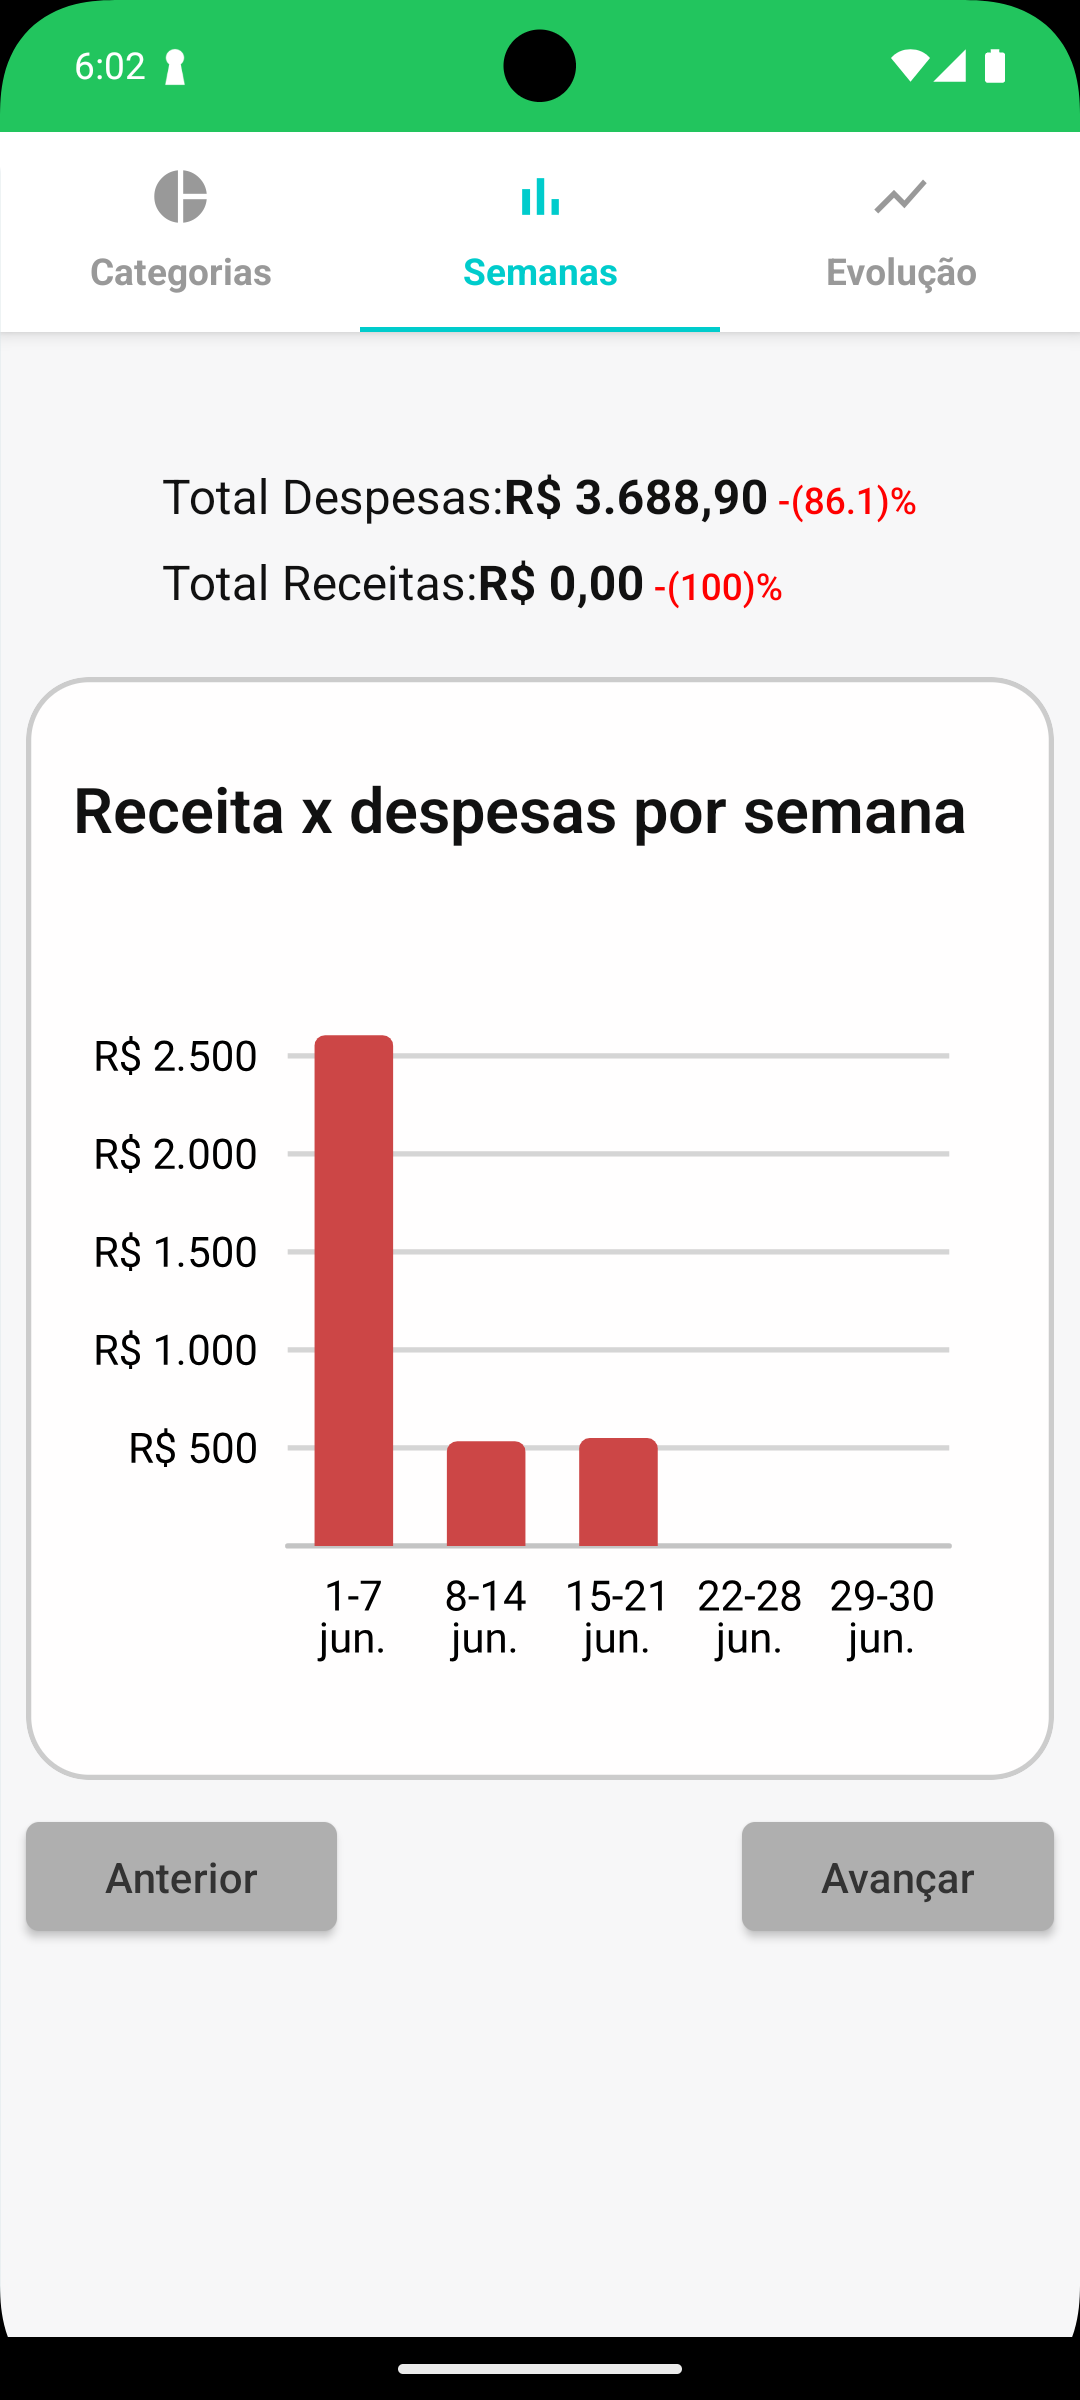 6:02
Categorias
Semanas
Evolução
Total Despesas:R$ 3.688,90 -(86.1)%
Total Receitas:R$ 0,00 -(100)%
Receita x despesas por semana
R$ 2.500
R$ 2.000
R$ 1.500
R$ 1.000
R$ 500
1-7 8-14 15-21 22-28 29-30
jun. jun. jun. jun. jun.
Anterior
Avançar